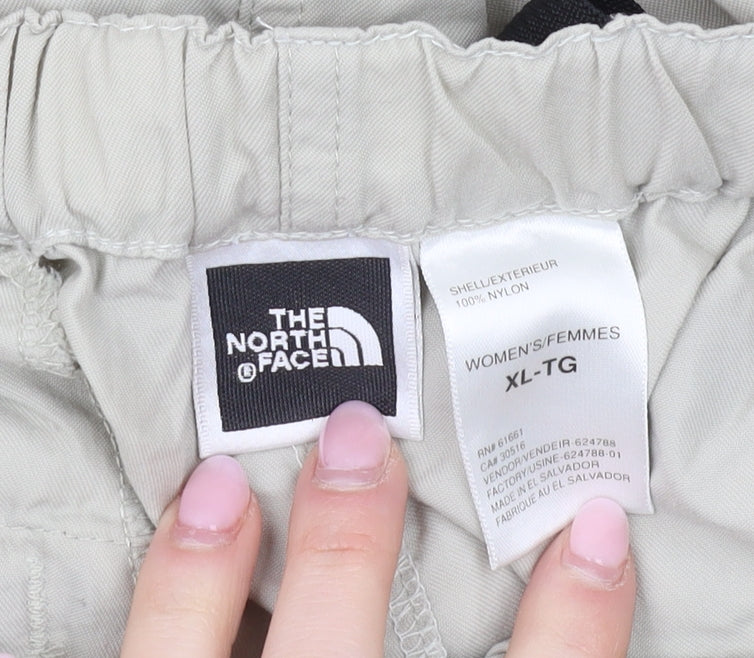 THE
NORTH
FACE
SHELL/EXTERIEUR
100% NYLON
WOMEN'S/FEMMES
XL-TG
RN# 61661
CA# 30516
VENDOR/VENDEIR-624788
FACTORY/USINE-624788-01
MADE IN EL SALVADOR
FABRIQUE AU EL SALVADOR